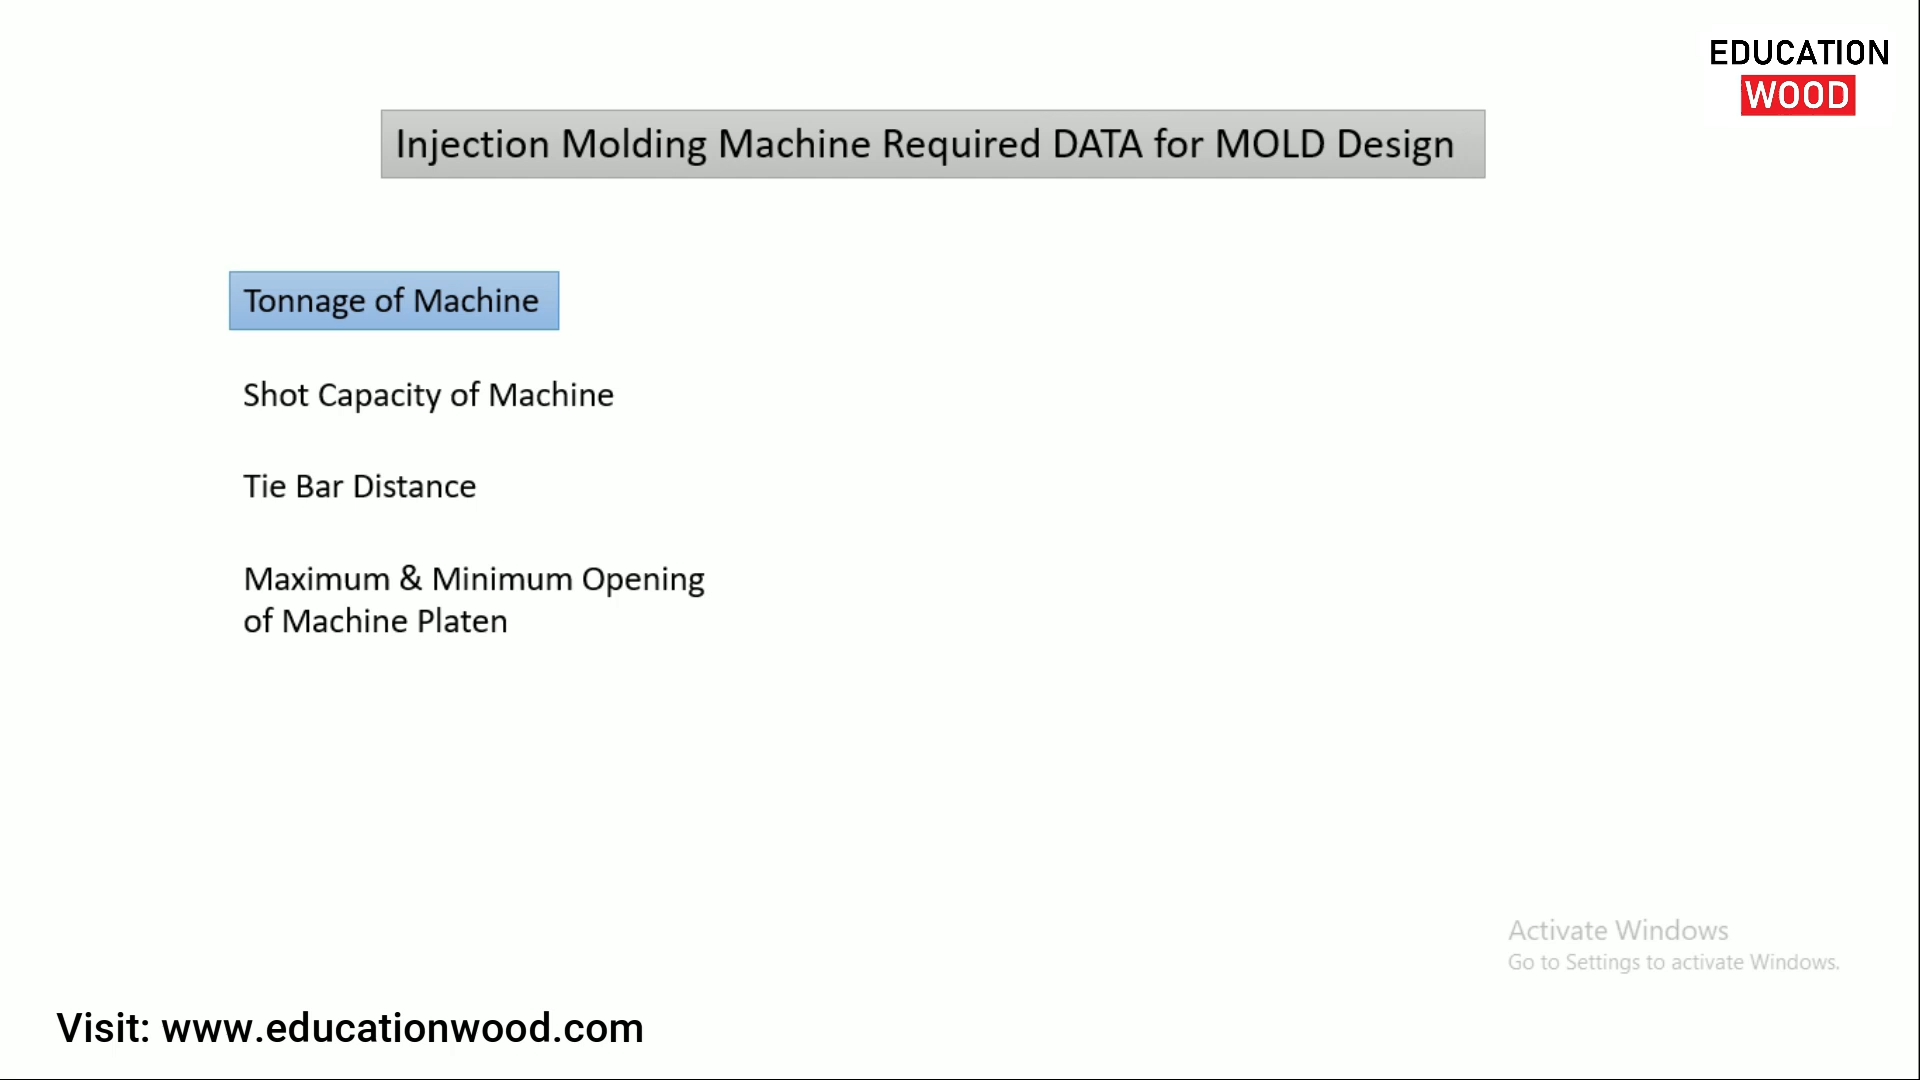 EDUCATION
WOOD
Injection Molding Machine Required DATA for MOLD Design
Tonnage of Machine
Shot Capacity of Machine
Tie Bar Distance
Maximum & Minimum Opening
of Machine Platen
Activate Windows
Go to Settings to activate Windows.
Visit: www.educationwood.com